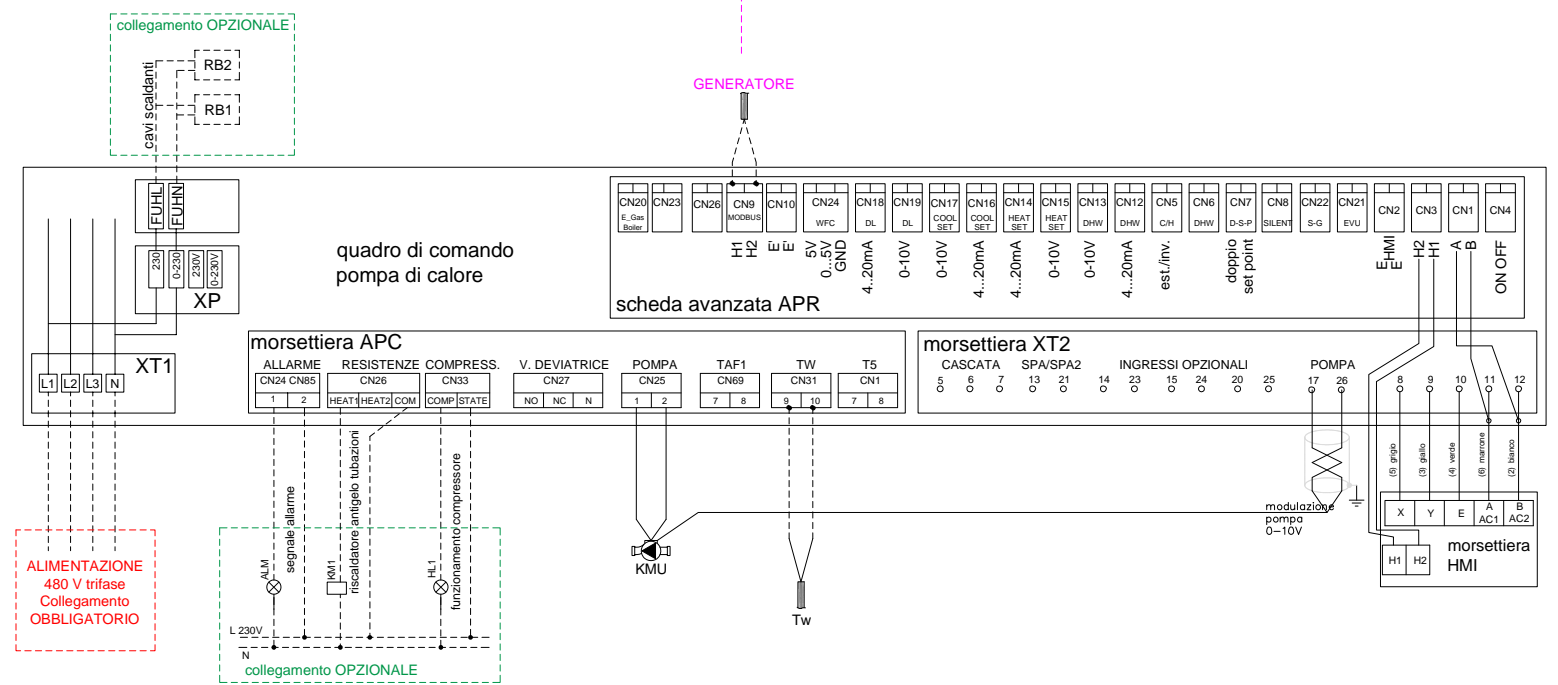 collegamento OPZIONALE
RB2
RB1
cavi scaldanti
GENERATORE
FUHL
FUHN
230
0-230
230V
0-230V
XP
quadro di comando
pompa di calore
CN20
E_Gas
Boiler
CN23
CN26
CN9
MODBUS
CN10
CN24
WFC
CN18
DL
CN19
DL
CN17
COOL
SET
CN16
COOL
SET
CN14
HEAT
SET
CN15
HEAT
SET
CN13
DHW
CN12
DHW
CN5
C/H
CN6
DHW
CN7
D-S-P
CN8
SILENT
CN22
S-G
CN21
EVU
CN2
CN3
CN1
CN4
H1
H2
E
E
5V
0...5V
GND
4...20mA
0-10V
0-10V
4...20mA
4...20mA
0-10V
0-10V
4...20mA
est./inv.
doppio
set point
E
HMI
E
H2
H1
A
B
ON OFF
scheda avanzata APR
XT1
L1
L2
L3
N
morsettiera APC
ALLARME
RESISTENZE
COMPRESS.
V. DEVIATRICE
POMPA
TAF1
TW
T5
CN24 CN85
CN26
CN33
CN27
CN25
CN69
CN31
CN1
1
2
HEAT1
HEAT2
COM
COMP
STATE
NO
NC
N
1
2
7
8
9
10
7
8
morsettiera XT2
CASCATA
SPA/SPA2
INGRESSI OPZIONALI
POMPA
5
6
7
13
21
14
23
15
24
20
25
17
26
8
9
10
11
12
(5) grigio
(3) giallo
(4) verde
(6) marrone
(2) bianco
modulazione
pompa
0-10V
X
Y
E
A
AC1
B
AC2
H1
H2
morsettiera
HMI
ALIMENTAZIONE
480 V trifase
Collegamento
OBBLIGATORIO
ALM
segnale allarme
KM1
riscaldatore antigelo tubazioni
HL1
funzionamento compressore
L 230V
N
collegamento OPZIONALE
KMU
Tw